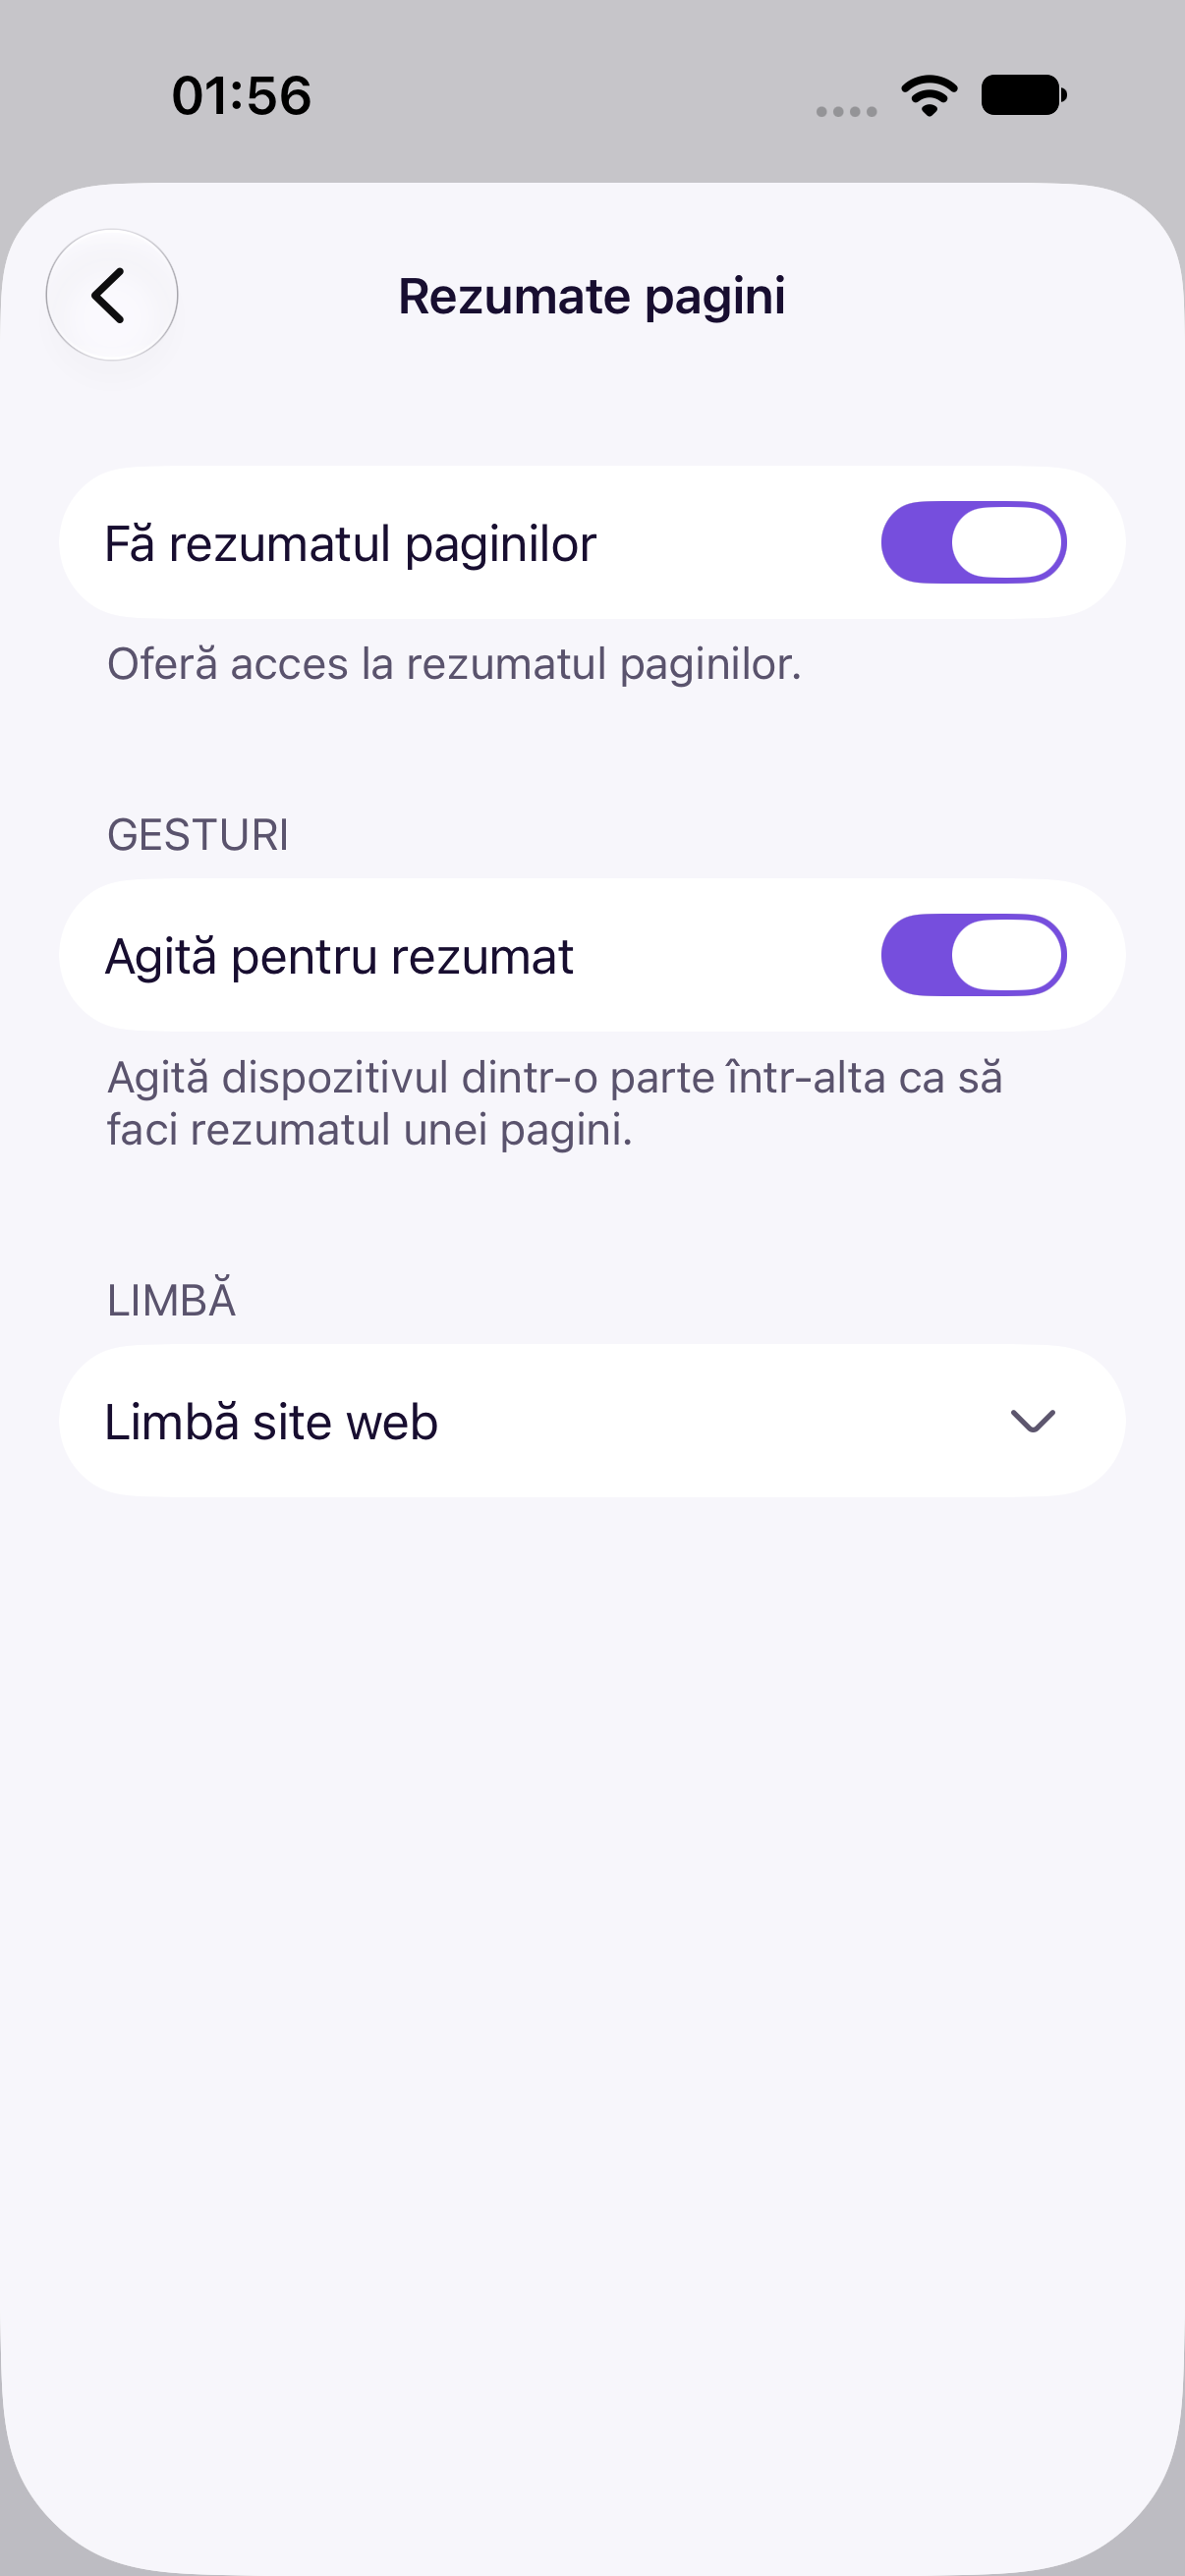 01:56
Rezumate pagini
Fă rezumatul paginilor
Oferă acces la rezumatul paginilor.
GESTURI
Agită pentru rezumat
Agită dispozitivul dintr-o parte într-alta ca să
faci rezumatul unei pagini.
LIMBĂ
Limbă site web